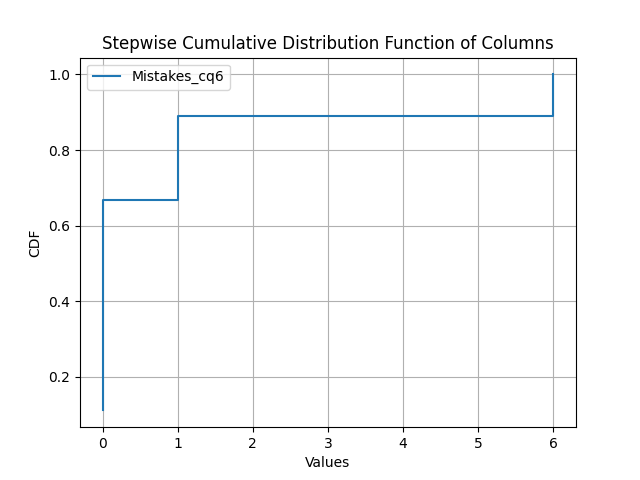 Stepwise Cumulative Distribution Function of Columns
Mistakes_cq6
1.0
0.8
0.6
0.4
0.2
CDF
0 1 2 3 4 5 6
Values